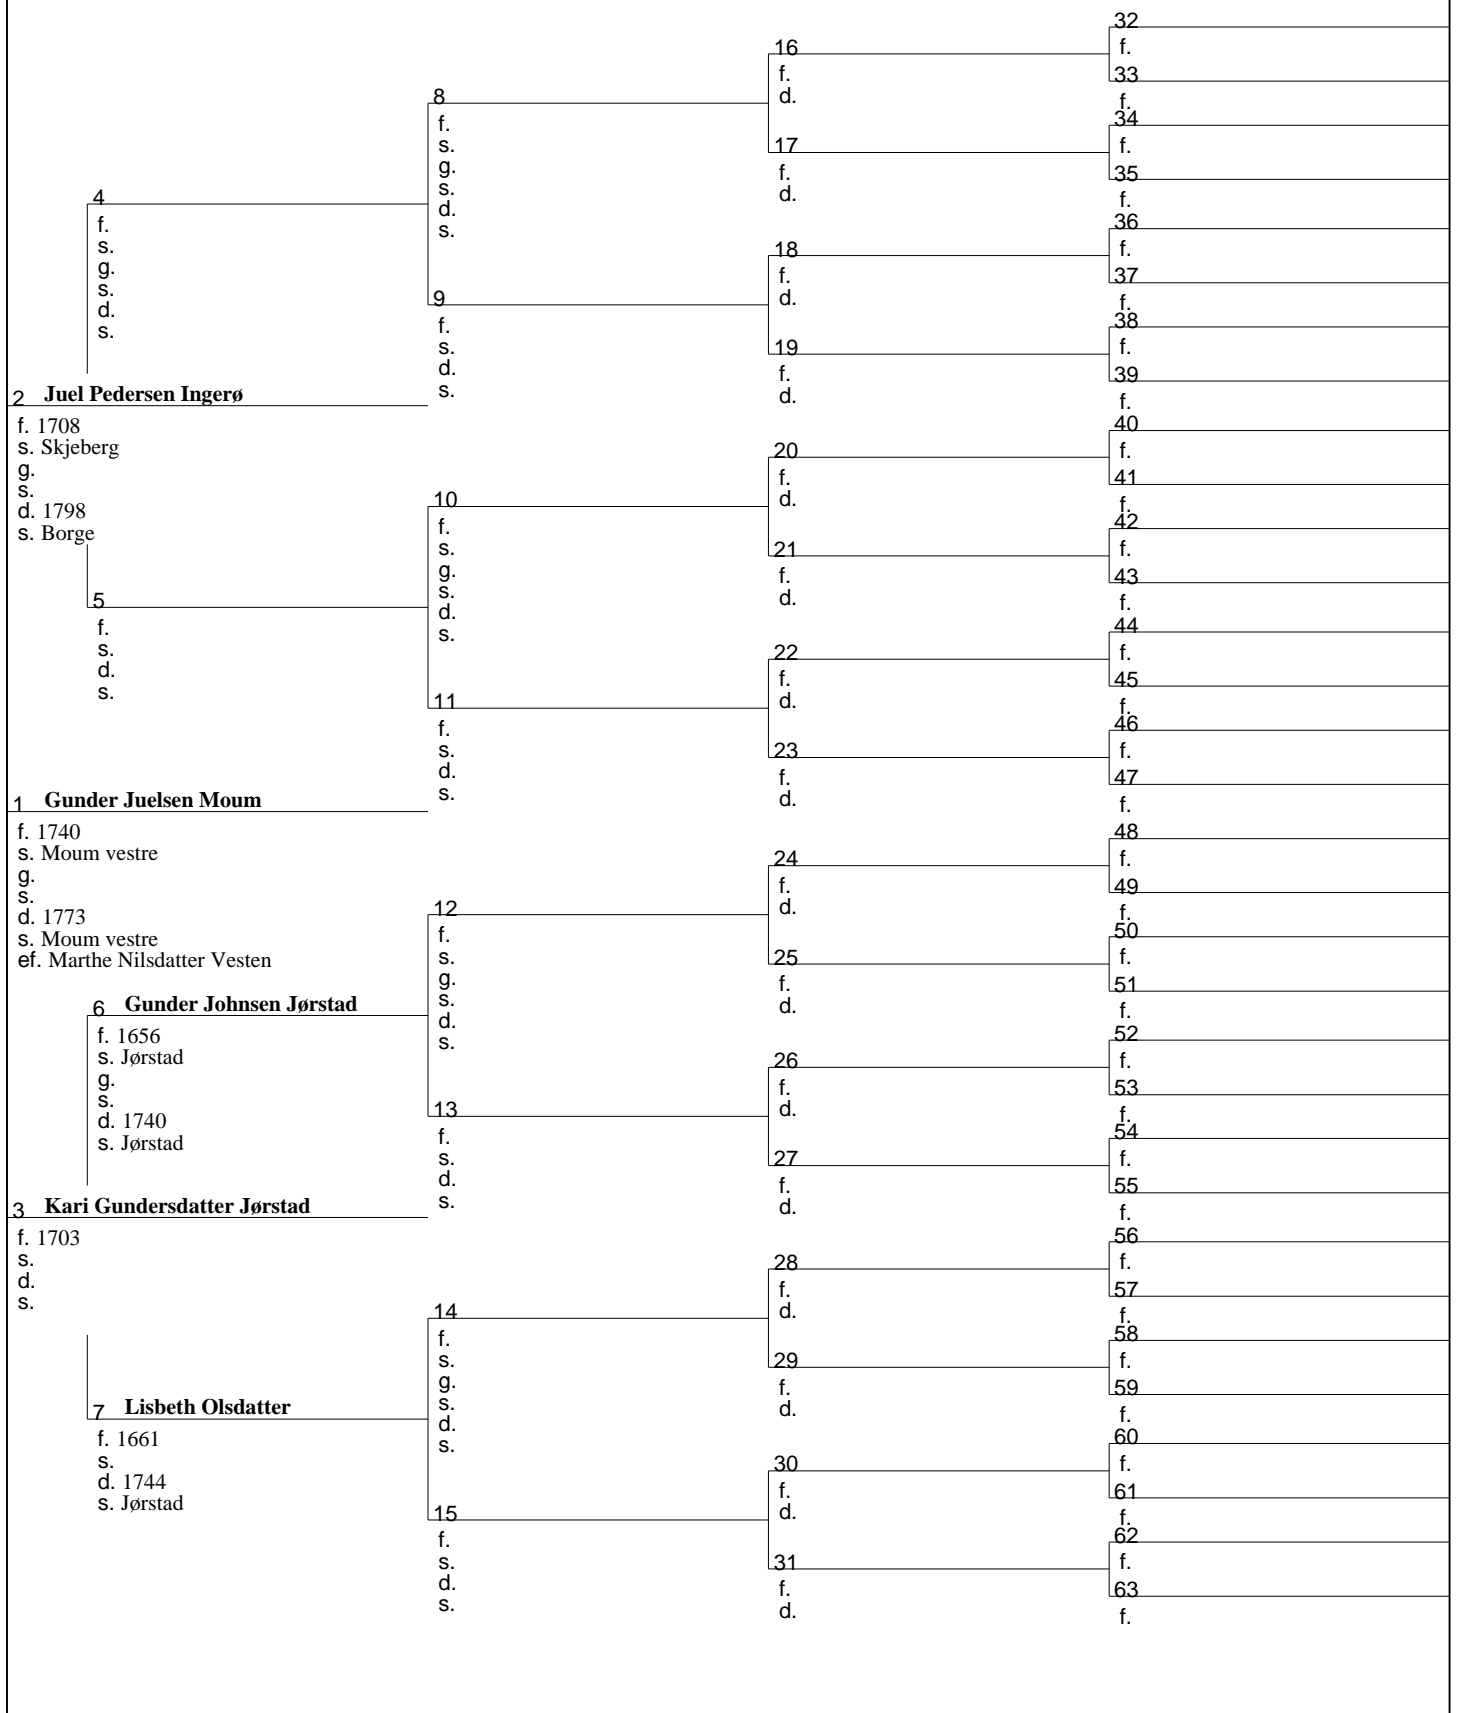 32
f.
33
f.
34
f.
35
f.
36
f.
37
f.
38
f.
39
f.
40
f.
41
f.
42
f.
43
f.
44
f.
45
f.
46
f.
47
f.
48
f.
49
f.
50
f.
51
f.
52
f.
53
f.
54
f.
55
f.
56
f.
57
f.
58
f.
59
f.
60
f.
61
f.
62
f.
63
f.
16
f.
d.
17
f.
d.
18
f.
d.
19
f.
d.
20
f.
d.
21
f.
d.
22
f.
d.
23
f.
d.
24
f.
d.
25
f.
d.
26
f.
d.
27
f.
d.
28
f.
d.
29
f.
d.
30
f.
d.
31
f.
d.
8
f.
s.
g.
s.
d.
s.
9
f.
s.
d.
s.
10
f.
s.
g.
s.
d.
s.
11
f.
s.
d.
s.
12
f.
s.
g.
s.
d.
s.
13
f.
s.
d.
s.
14
f.
s.
g.
s.
d.
s.
15
f.
s.
d.
s.
4
f.
s.
g.
s.
d.
s.
2 Juel Pedersen Ingerø
f. 1708
s. Skjeberg
g.
s.
d. 1798
s. Borge
5
f.
s.
d.
s.
1 Gunder Juelsen Moum
f. 1740
s. Moum vestre
g.
s.
d. 1773
s. Moum vestre
ef. Marthe Nilsdatter Vesten
6 Gunder Johnsen Jørstad
f. 1656
s. Jørstad
g.
s.
d. 1740
s. Jørstad
3 Kari Gundersdatter Jørstad
f. 1703
s.
d.
s.
7 Lisbeth Olsdatter
f. 1661
s.
d. 1744
s. Jørstad